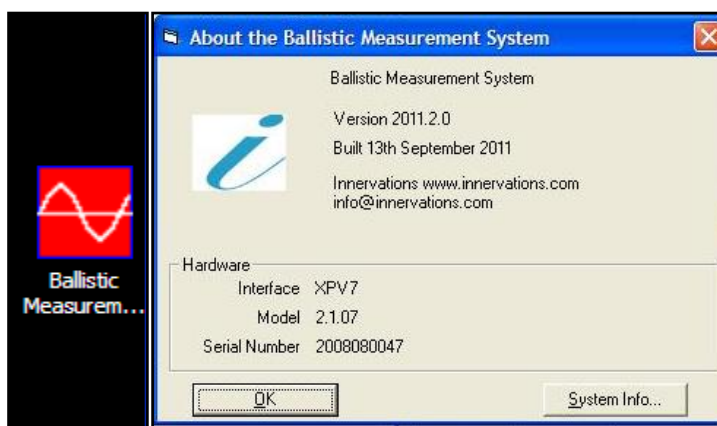 Ballistic
Measurem...
About the Ballistic Measurement System
Ballistic Measurement System
Version 2011.2.0
Built 13th September 2011
Innervations www.innervations.com
info@innervations.com
Hardware
Interface XPV7
Model 2.1.07
Serial Number 2008080047
OK
System Info...